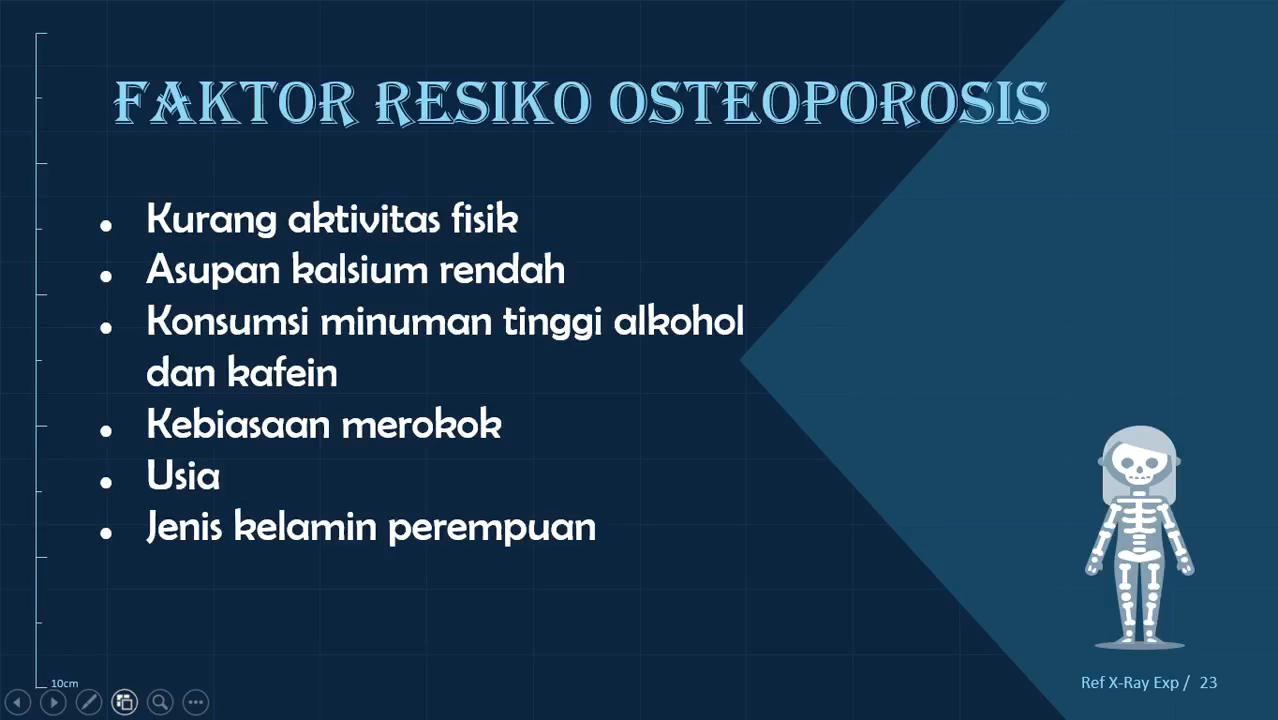 FAKTOR RESIKO OSTEOPOROSIS
• Kurang aktivitas fisik
• Asupan kalsium rendah
• Konsumsi minuman tinggi alkohol
dan kafein
• Kebiasaan merokok
• Usia
• Jenis kelamin perempuan
10cm
Ref X-Ray Exp / 23